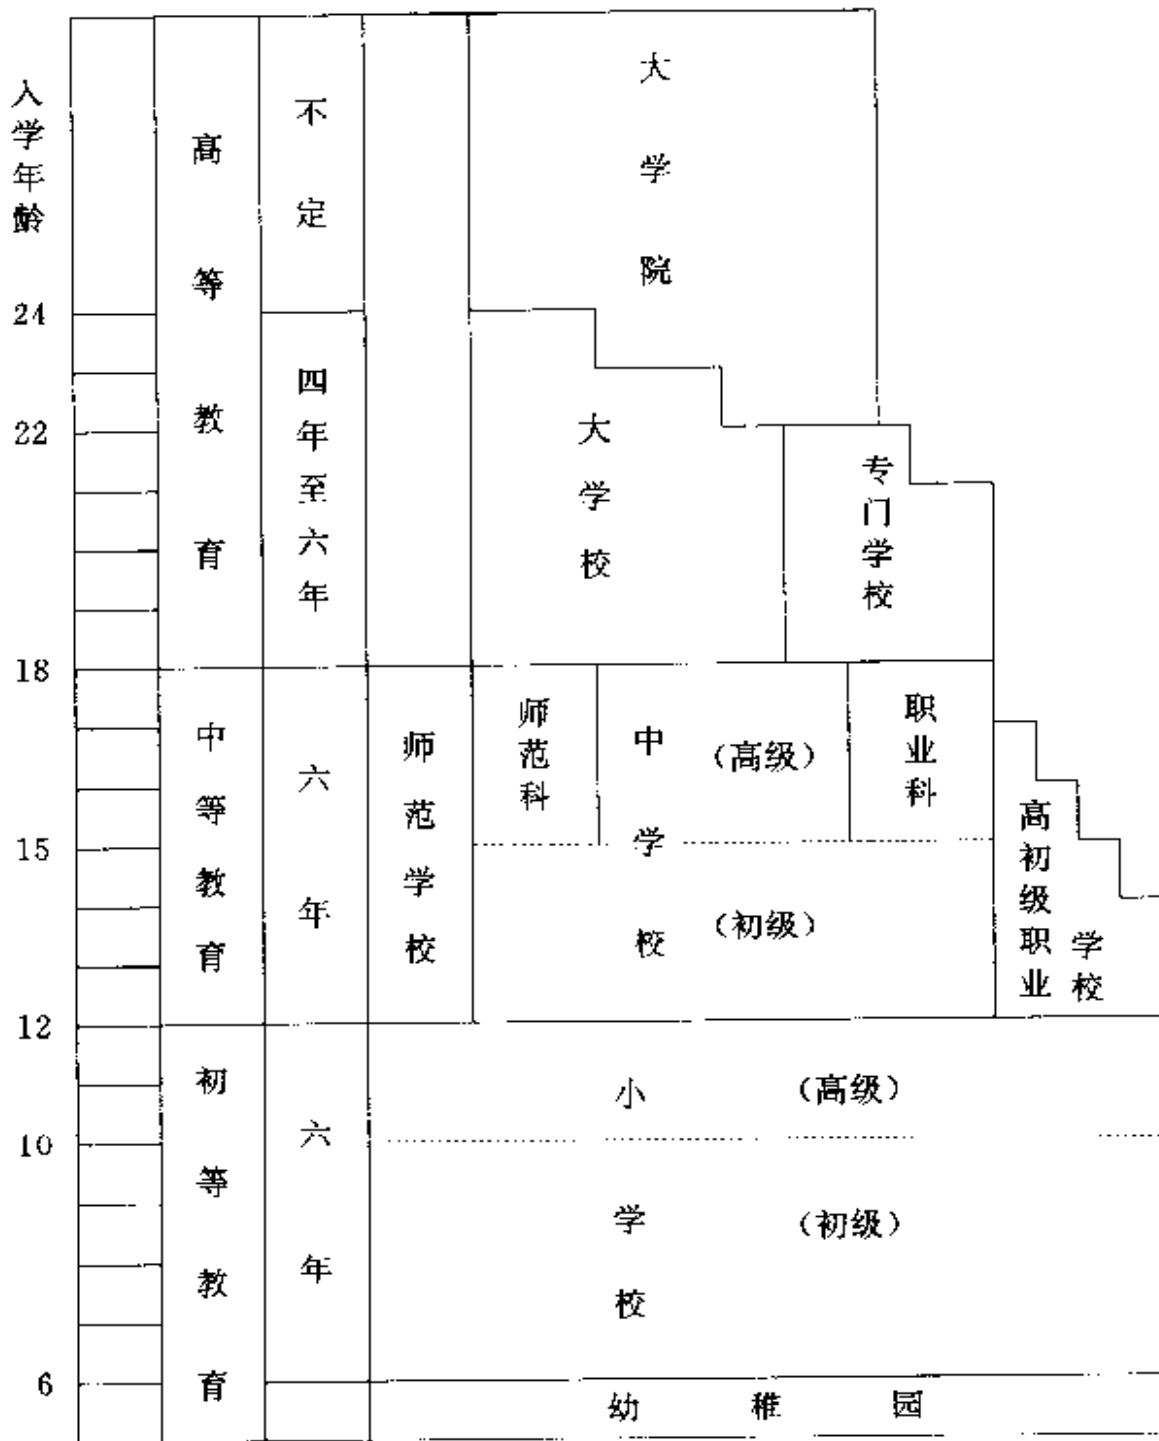 入学年龄
24
22
18
15
12
10
6
高等教育
中等教育
初等教育
不定
四年至六年
六年
六年
师范学校
大学院
大学校
专门学校
师范科
中学校
（高级）
（初级）
职业科
高初级职业学校
小学校
（高级）
（初级）
幼稚园